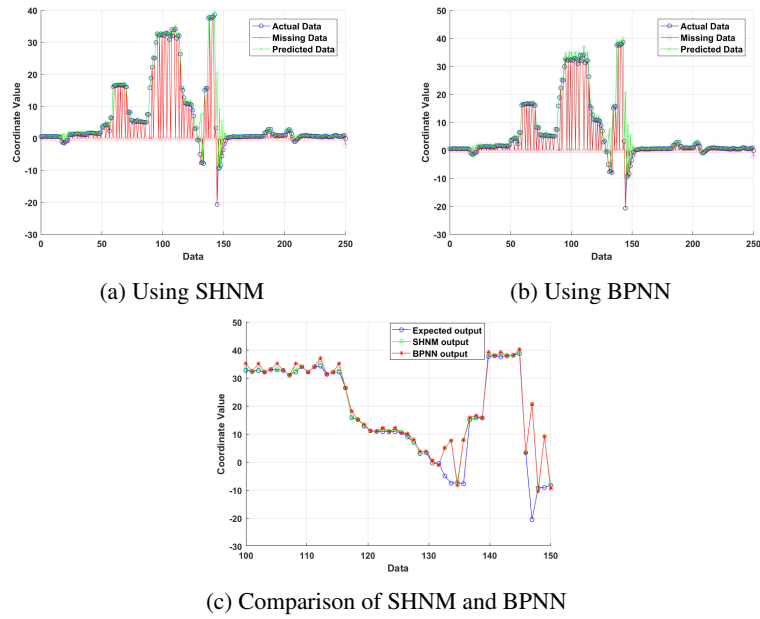 40
30
20
10
0
-10
-20
-30
Coordinate Value
0
50
100
150
200
250
Data
Actual Data
Missing Data
Predicted Data
(a) Using SHNM
50
40
30
20
10
0
-10
-20
-30
Coordinate Value
0
50
100
150
200
250
Data
Actual Data
Missing Data
Predicted Data
(b) Using BPNN
50
40
30
20
10
0
-10
-20
-30
Coordinate Value
100
110
120
130
140
150
Data
Expected output
SHNM output
BPNN output
(c) Comparison of SHNM and BPNN